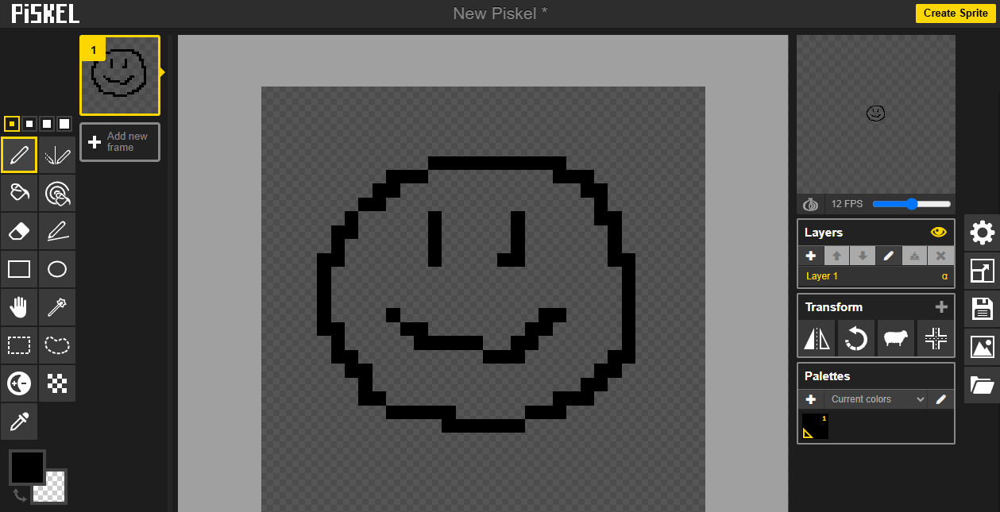 PiSKEL
New Piskel *
Create Sprite
1
Add new
frame
12 FPS
Layers
Layer 1
α
Transform
Palettes
Current colors
1